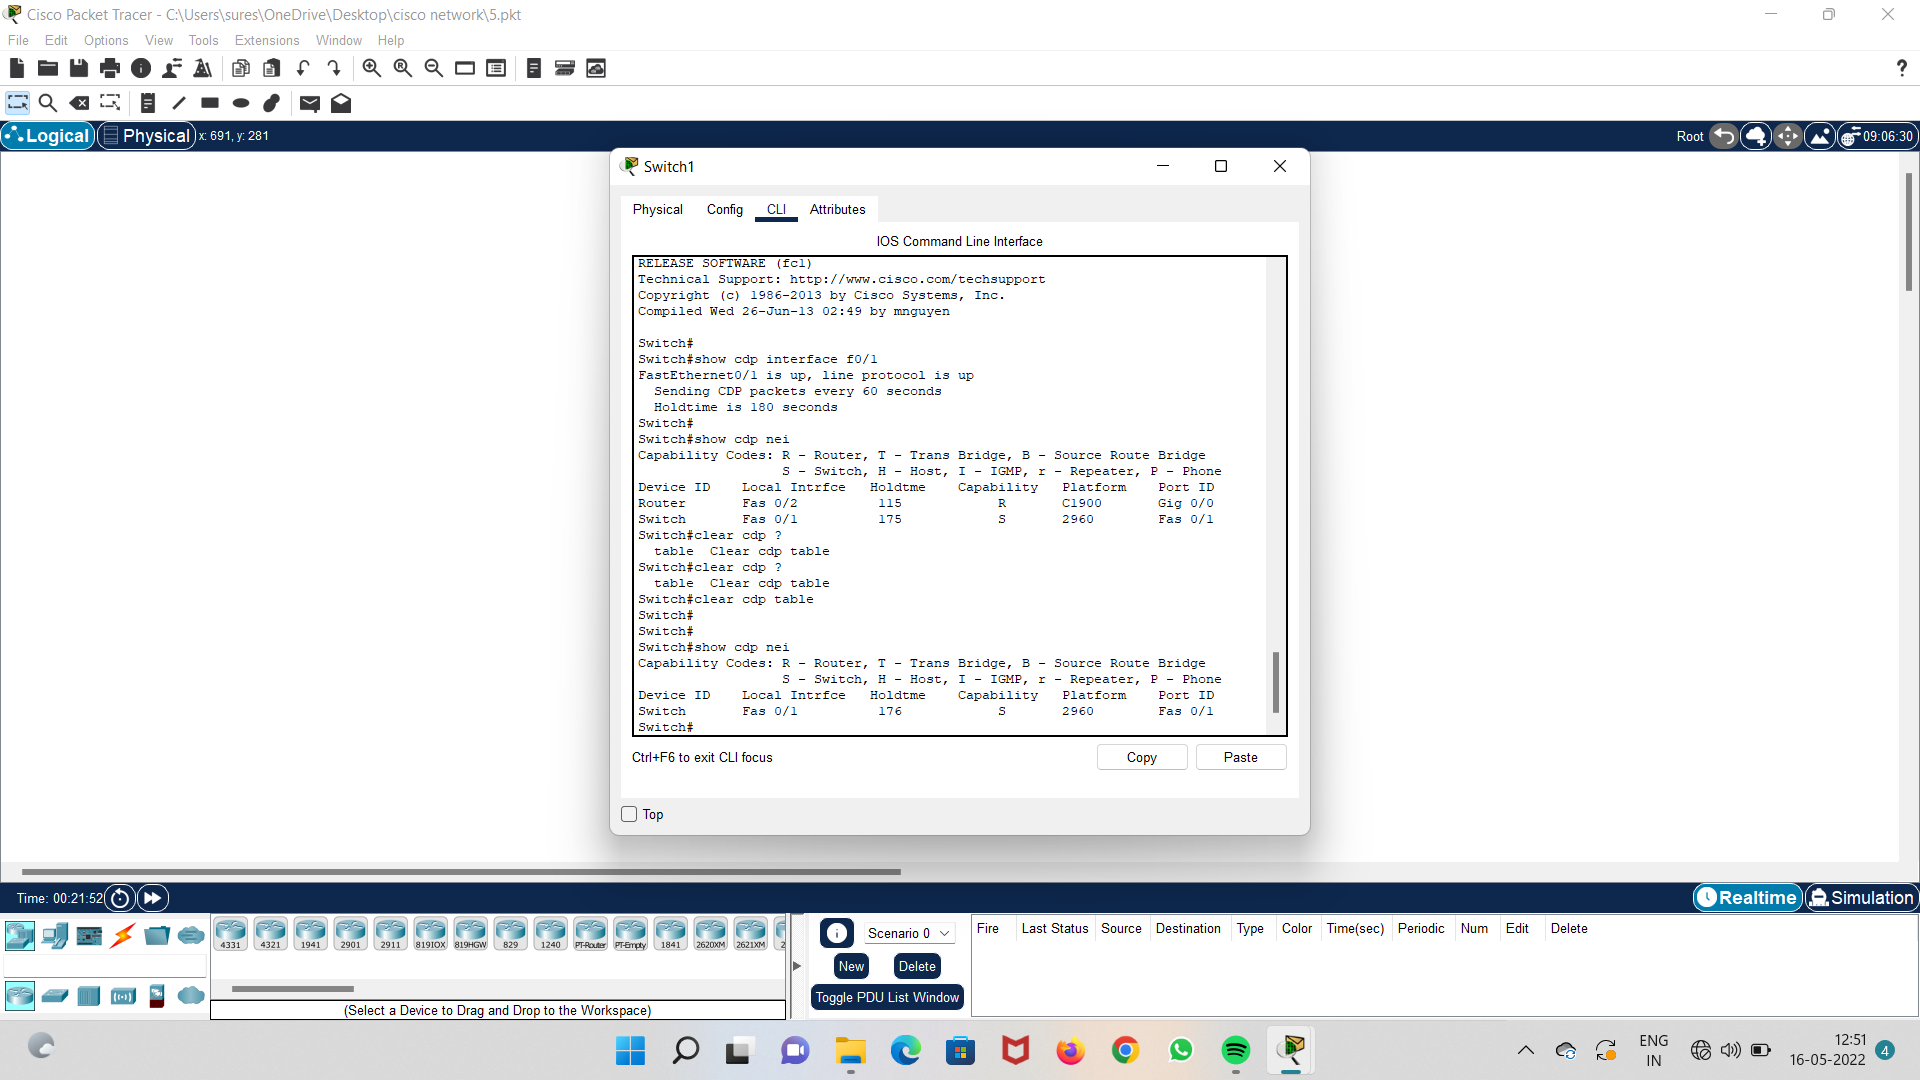 Cisco Packet Tracer - C:\Users\sures\OneDrive\Desktop\cisco network\5.pkt
File Edit Options View Tools Extensions Window Help
?
Logical Physical x: 691, y: 281 Root 09:06:30
Switch1
Physical Config CLI Attributes
IOS Command Line Interface
RELEASE SOFTWARE (fc1)
Technical Support: http://www.cisco.com/techsupport
Copyright (c) 1986-2013 by Cisco Systems, Inc.
Compiled Wed 26-Jun-13 02:49 by mnguyen
Switch#
Switch#show cdp interface f0/1
FastEthernet0/1 is up, line protocol is up
Sending CDP packets every 60 seconds
Holdtime is 180 seconds
Switch#
Switch#show cdp nei
Capability Codes: R - Router, T - Trans Bridge, B - Source Route Bridge
S - Switch, H - Host, I - IGMP, r - Repeater, P - Phone
Device ID Local Intrfce Holdtme Capability Platform Port ID
Router Fas 0/2 115 R C1900 Gig 0/0
Switch Fas 0/1 175 S 2960 Fas 0/1
Switch#clear cdp ?
table Clear cdp table
Switch#clear cdp ?
table Clear cdp table
Switch#clear cdp table
Switch#
Switch#
Switch#show cdp nei
Capability Codes: R - Router, T - Trans Bridge, B - Source Route Bridge
S - Switch, H - Host, I - IGMP, r - Repeater, P - Phone
Device ID Local Intrfce Holdtme Capability Platform Port ID
Switch Fas 0/1 176 S 2960 Fas 0/1
Switch#
Ctrl+F6 to exit CLI focus Copy Paste
Top
Time: 00:21:52 Realtime Simulation
4331 4321 1941 2901 2911 819IOX 819HGW 829 1240 PT-Router PT-Empty 1841 2620XM 2621XM 2
(Select a Device to Drag and Drop to the Workspace)
Scenario 0
New Delete
Toggle PDU List Window
Fire Last Status Source Destination Type Color Time(sec) Periodic Num Edit Delete
ENG
IN
12:51
16-05-2022
4